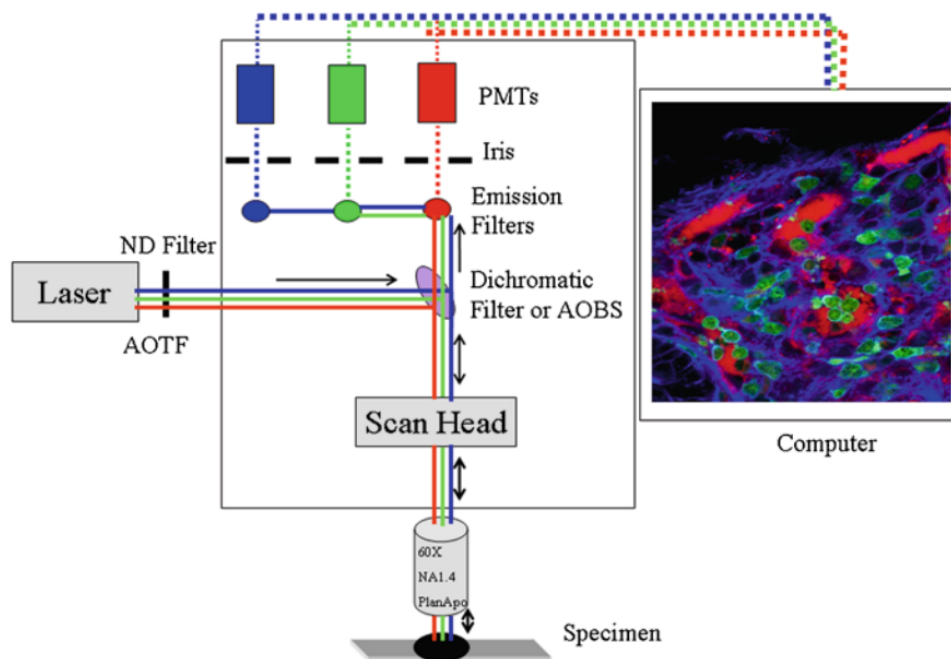 PMTs
Iris
Emission
Filters
ND Filter
Laser
AOTF
Dichromatic
Filter or AOBS
Scan Head
Computer
60X
NA1.4
PlanApo
Specimen